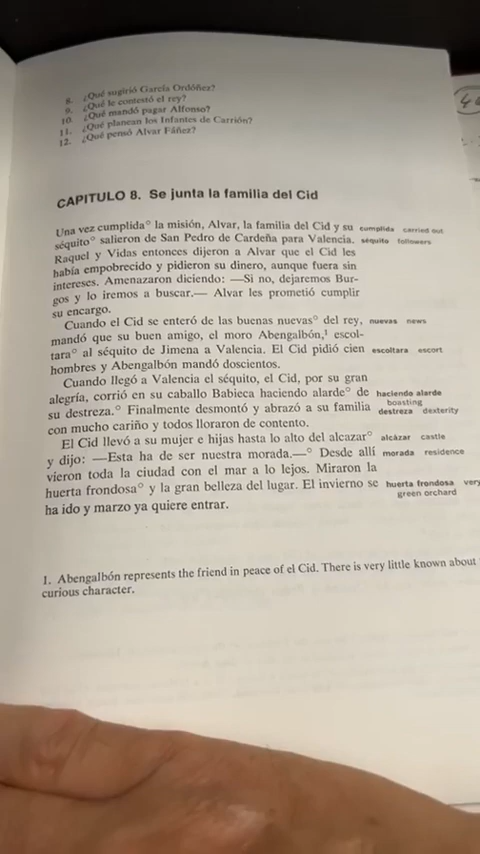 8. ¿Qué sugirió García Ordóñez?
9. ¿Qué le contestó el rey?
10. ¿Qué mandó pagar Alfonso?
11. ¿Qué planean los Infantes de Carrión?
12. ¿Qué pensó Alvar Fáñez?
CAPITULO 8. Se junta la familia del Cid
Una vez cumplida° la misión, Alvar, la familia del Cid y su cumplida carried out
séquito° salieron de San Pedro de Cardeña para Valencia. séquito followers
Raquel y Vidas entonces dijeron a Alvar que el Cid les
había empobrecido y pidieron su dinero, aunque fuera sin
intereses. Amenazaron diciendo: —Si no, dejaremos Bur-
gos y lo iremos a buscar.— Alvar les prometió cumplir
su encargo.
Cuando el Cid se enteró de las buenas nuevas° del rey, nuevas news
mandó que su buen amigo, el moro Abengalbón,¹ escol-
tara° al séquito de Jimena a Valencia. El Cid pidió cien escoltara escort
hombres y Abengalbón mandó doscientos.
Cuando llegó a Valencia el séquito, el Cid, por su gran
alegría, corrió en su caballo Babieca haciendo alarde° de haciendo alarde
boasting
su destreza.° Finalmente desmontó y abrazó a su familia destreza dexterity
con mucho cariño y todos lloraron de contento.
El Cid llevó a su mujer e hijas hasta lo alto del alcazar° alcázar castle
y dijo: —Esta ha de ser nuestra morada.—° Desde allí morada residence
vieron toda la ciudad con el mar a lo lejos. Miraron la
huerta frondosa° y la gran belleza del lugar. El invierno se huerta frondosa very
green orchard
ha ido y marzo ya quiere entrar.
1. Abengalbón represents the friend in peace of el Cid. There is very little known about
curious character.